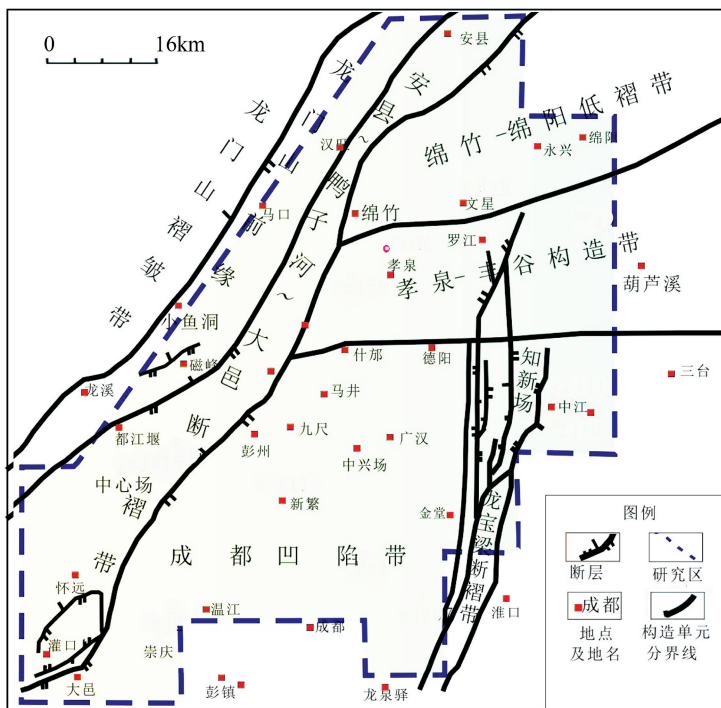 0 16km
安县
龙门山褶皱带
龙门山前缘
安县~鸭子河~大邑断褶带
绵竹-绵阳低褶带
汉旺
永兴
绵阳
马口
绵竹
文星
罗江
孝泉
孝泉-丰谷构造带
葫芦溪
小鱼洞
磁峰
什邡
德阳
知新场
三台
龙溪
马井
中江
都江堰
彭州
九尺
广汉
中兴场
中心场
新繁
金堂
龙宝梁断褶带
成都凹陷带
怀远
温江
淮口
灌口
崇庆
成都
大邑
彭镇
龙泉驿
图例
断层
研究区
成都
地点及地名
构造单元分界线